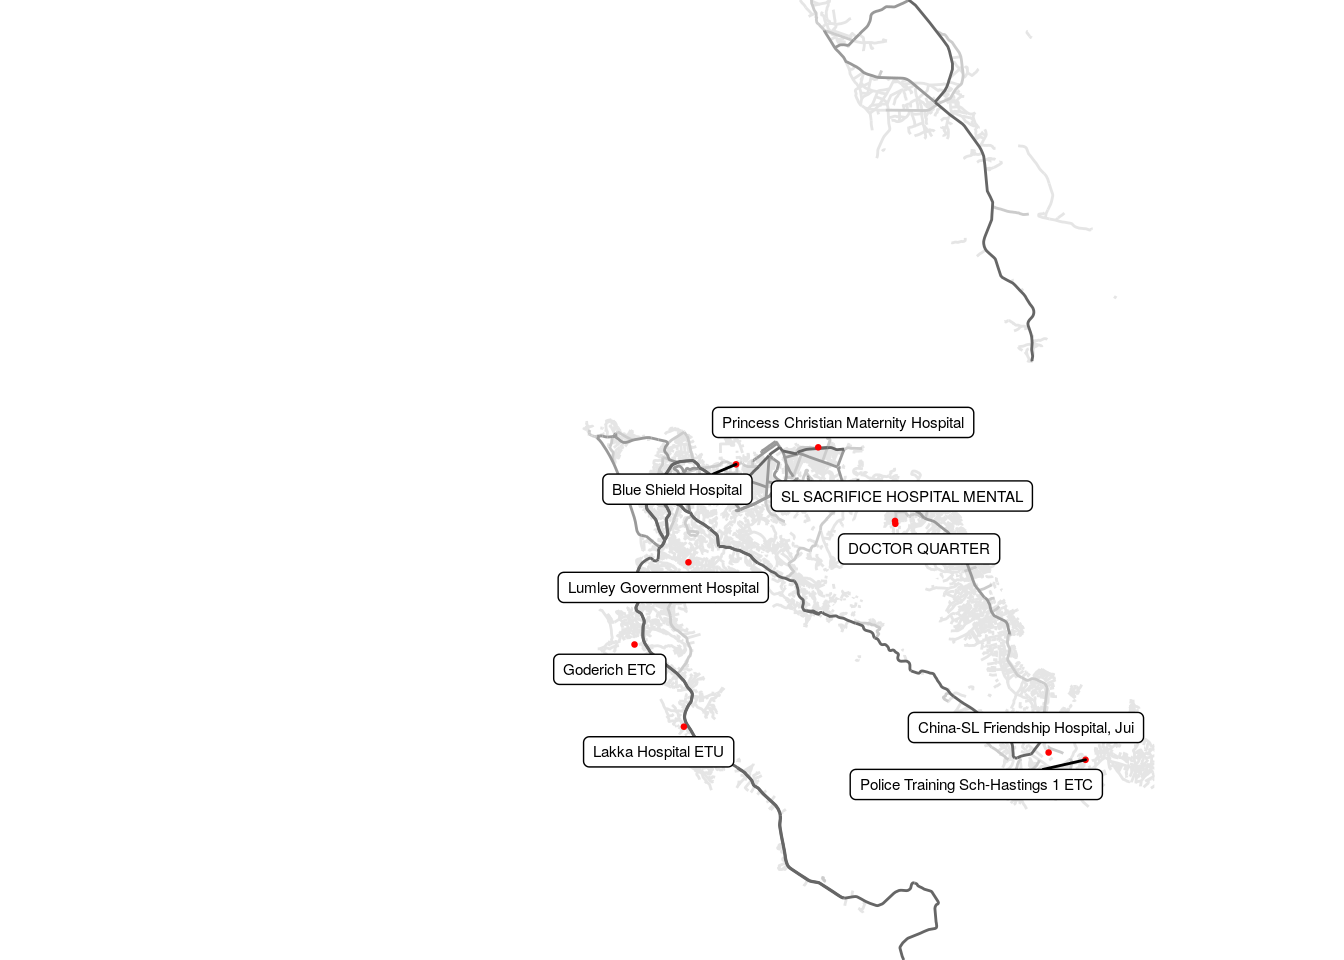 Princess Christian Maternity Hospital
Blue Shield Hospital
SL SACRIFICE HOSPITAL MENTAL
DOCTOR QUARTER
Lumley Government Hospital
Goderich ETC
China-SL Friendship Hospital, Jui
Lakka Hospital ETU
Police Training Sch-Hastings 1 ETC